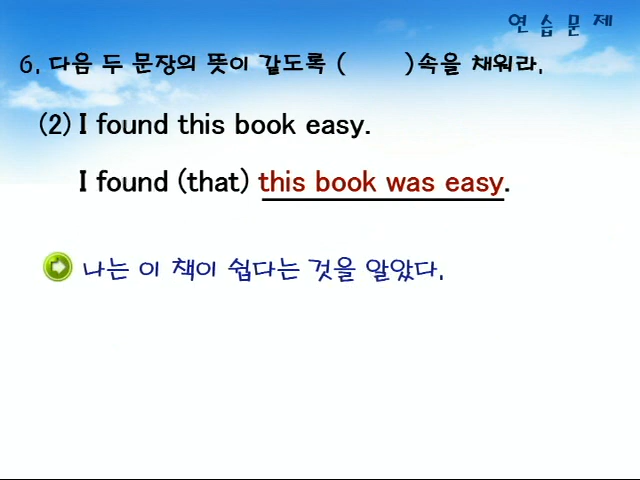 연 습 문 제
6. 다음 두 문장의 뜻이 같도록 (      )속을 채워라.
(2) I found this book easy.
I found (that) this book was easy.
나는 이 책이 쉽다는 것을 알았다.